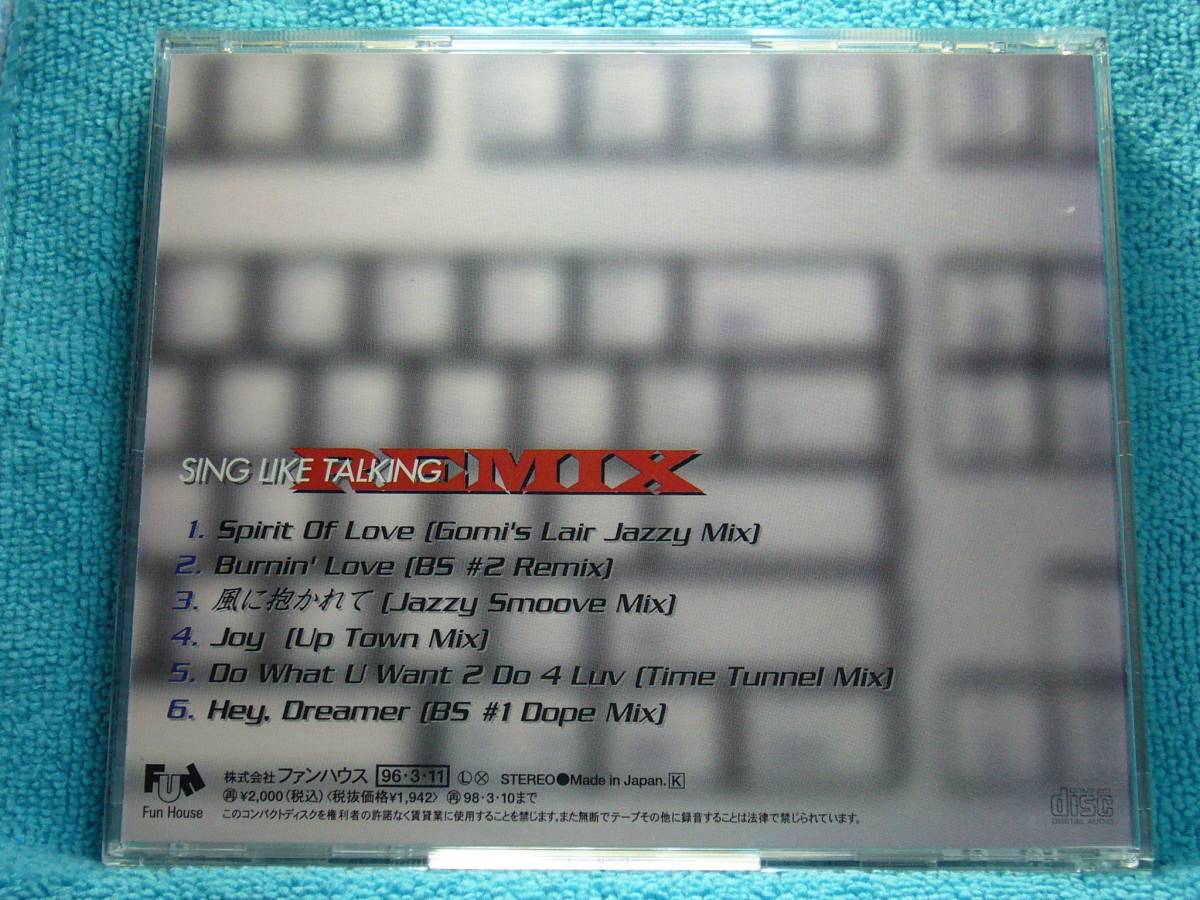 SING LIKE TALKING REMIX
1. Spirit Of Love (Gomi's Lair Jazzy Mix)
2. Burnin' Love (BS #2 Remix)
3. 風に抱かれて (Jazzy Smoove Mix)
4. Joy (Up Town Mix)
5. Do What U Want 2 Do 4 Luv (Time Tunnel Mix)
6. Hey, Dreamer (BS #1 Dope Mix)
FUN
Fun House
株式会社ファンハウス 96・3・11 Ⓛ Ⓧ STEREO●Made in Japan. K
㊢¥2,000(税込)〈税抜価格¥1,942〉 ㊢98・3・10まで
このコンパクトディスクを権利者の許諾なく賃貸業に使用することを禁じます。また無断でテープその他に録音することは法律で禁じられています。
COMPACT
disc
DIGITAL AUDIO